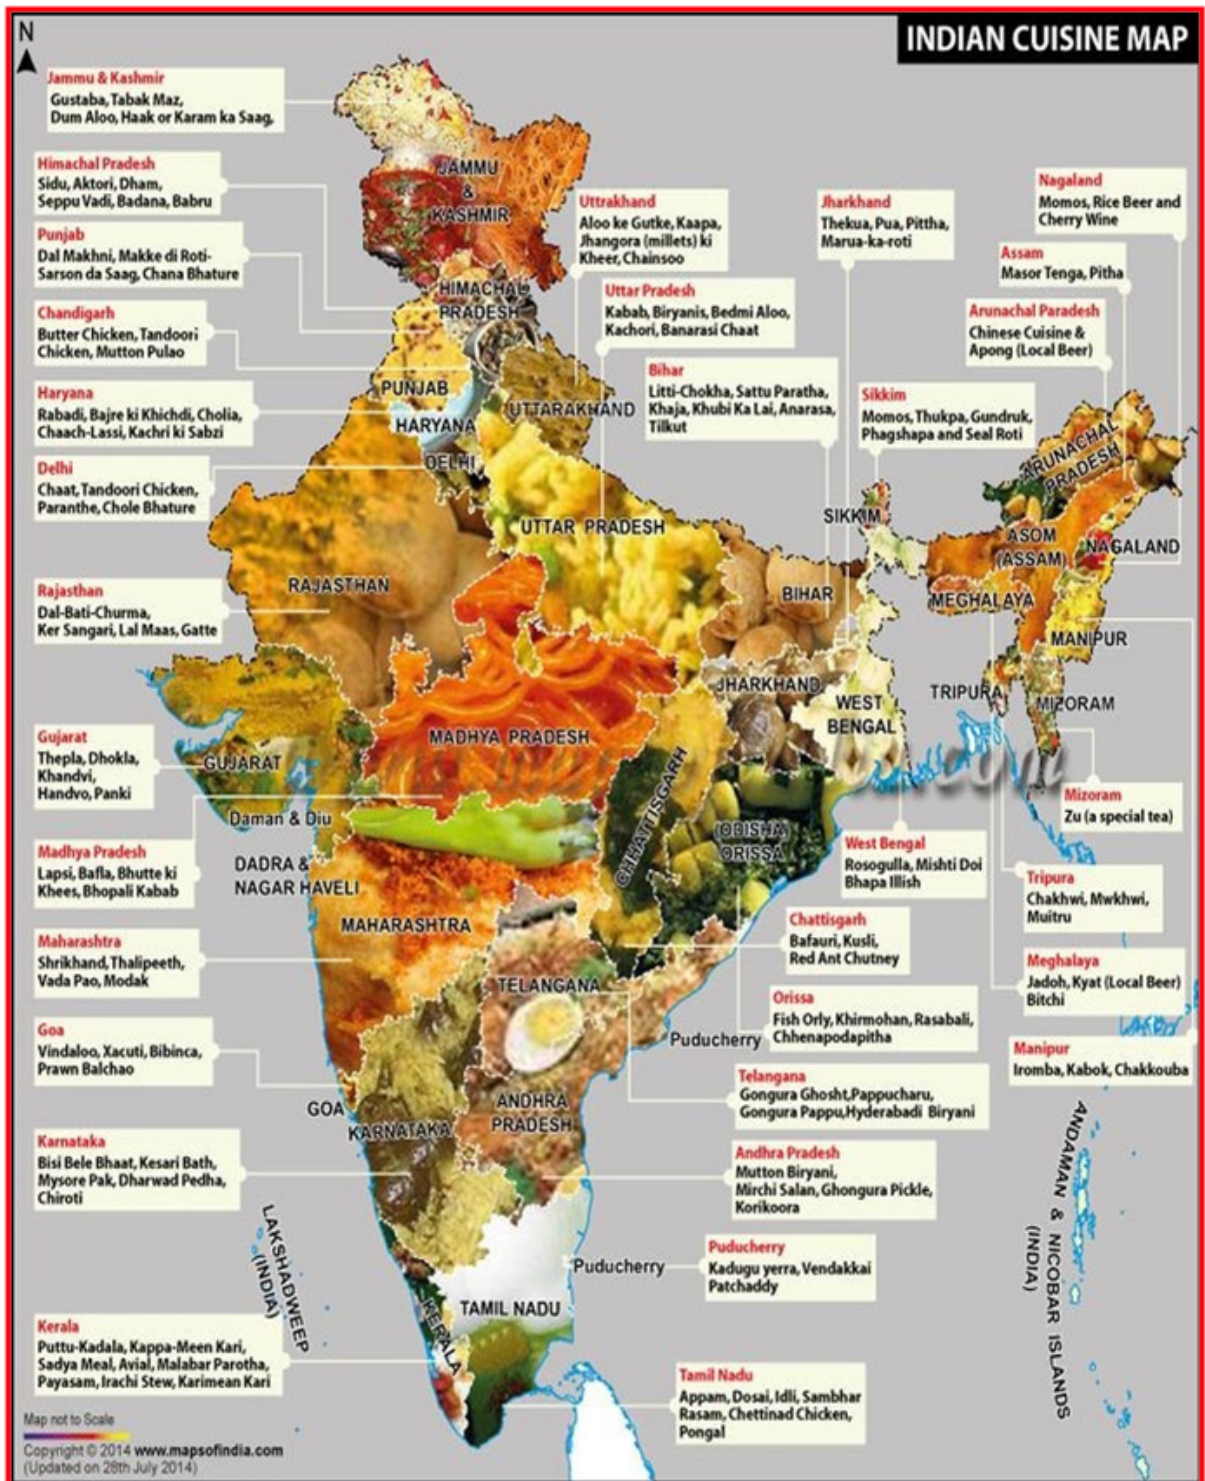 N
INDIAN CUISINE MAP
Jammu & Kashmir
Gustaba, Tabak Maz,
Dum Aloo, Haak or Karam ka Saag,
Himachal Pradesh
Sidu, Aktori, Dham,
Seppu Vadi, Badana, Babru
Punjab
Dal Makhni, Makke di Roti-
Sarson da Saag, Chana Bhature
Chandigarh
Butter Chicken, Tandoori
Chicken, Mutton Pulao
Haryana
Rabadi, Bajre ki Khichdi, Cholia,
Chaach-Lassi, Kachri ki Sabzi
Delhi
Chaat, Tandoori Chicken,
Paranthe, Chole Bhature
Rajasthan
Dal-Bati-Churma,
Ker Sangari, Lal Maas, Gatte
Gujarat
Thepla, Dhokla,
Khandvi,
Handvo, Panki
Madhya Pradesh
Lapsi, Bafla, Bhutte ki
Khees, Bhopali Kabab
Maharashtra
Shrikhand, Thalipeeth,
Vada Pao, Modak
Goa
Vindaloo, Xacuti, Bibinca,
Prawn Balchao
Karnataka
Bisi Bele Bhaat, Kesari Bath,
Mysore Pak, Dharwad Pedha,
Chiroti
Kerala
Puttu-Kadala, Kappa-Meen Kari,
Sadya Meal, Avial, Malabar Parotha,
Payasam, Irachi Stew, Karimean Kari
Uttrakhand
Aloo ke Gutke, Kaapa,
Jhangora (millets) ki
Kheer, Chainsoo
Uttar Pradesh
Kabab, Biryanis, Bedmi Aloo,
Kachori, Banarasi Chaat
Bihar
Litti-Chokha, Sattu Paratha,
Khaja, Khubi Ka Lai, Anarasa,
Tilkut
Jharkhand
Thekua, Pua, Pittha,
Marua-ka-roti
Sikkim
Momos, Thukpa, Gundruk,
Phagshapa and Seal Roti
Nagaland
Momos, Rice Beer and
Cherry Wine
Assam
Masor Tenga, Pitha
Arunachal Paradesh
Chinese Cuisine &
Apong (Local Beer)
Mizoram
Zu (a special tea)
West Bengal
Rosogulla, Mishti Doi
Bhapa Illish
Tripura
Chakhwi, Mwkhwi,
Muitru
Chattisgarh
Bafauri, Kusli,
Red Ant Chutney
Meghalaya
Jadoh, Kyat (Local Beer)
Bitchi
Orissa
Fish Orly, Khirmohan, Rasabali,
Chhenapodapitha
Manipur
Iromba, Kabok, Chakkouba
Telangana
Gongura Ghosht,Pappucharu,
Gongura Pappu,Hyderabadi Biryani
Andhra Pradesh
Mutton Biryani,
Mirchi Salan, Ghongura Pickle,
Korikoora
Puducherry
Kadugu yerra, Vendakkai
Patchaddy
Tamil Nadu
Appam, Dosai, Idli, Sambhar
Rasam, Chettinad Chicken,
Pongal
JAMMU
&
KASHMIR
HIMACHAL
PRADESH
PUNJAB
HARYANA
UTTARAKHAND
DELHI
UTTAR PRADESH
RAJASTHAN
BIHAR
SIKKIM
ARUNACHAL
PRADESH
ASOM
(ASSAM)
NAGALAND
MEGHALAYA
MANIPUR
TRIPURA
MIZORAM
JHARKHAND
WEST
BENGAL
MADHYA PRADESH
GUJARAT
Daman & Diu
DADRA &
NAGAR HAVELI
CHHATTISGARH
(ODISHA)
ORISSA
MAHARASHTRA
TELANGANA
Puducherry
GOA
KARNATAKA
ANDHRA
PRADESH
Puducherry
TAMIL NADU
KERALA
LAKSHADWEEP
(INDIA)
ANDAMAN & NICOBAR ISLANDS
(INDIA)
.com
Map not to Scale
Copyright © 2014 www.mapsofindia.com
(Updated on 28th July 2014)